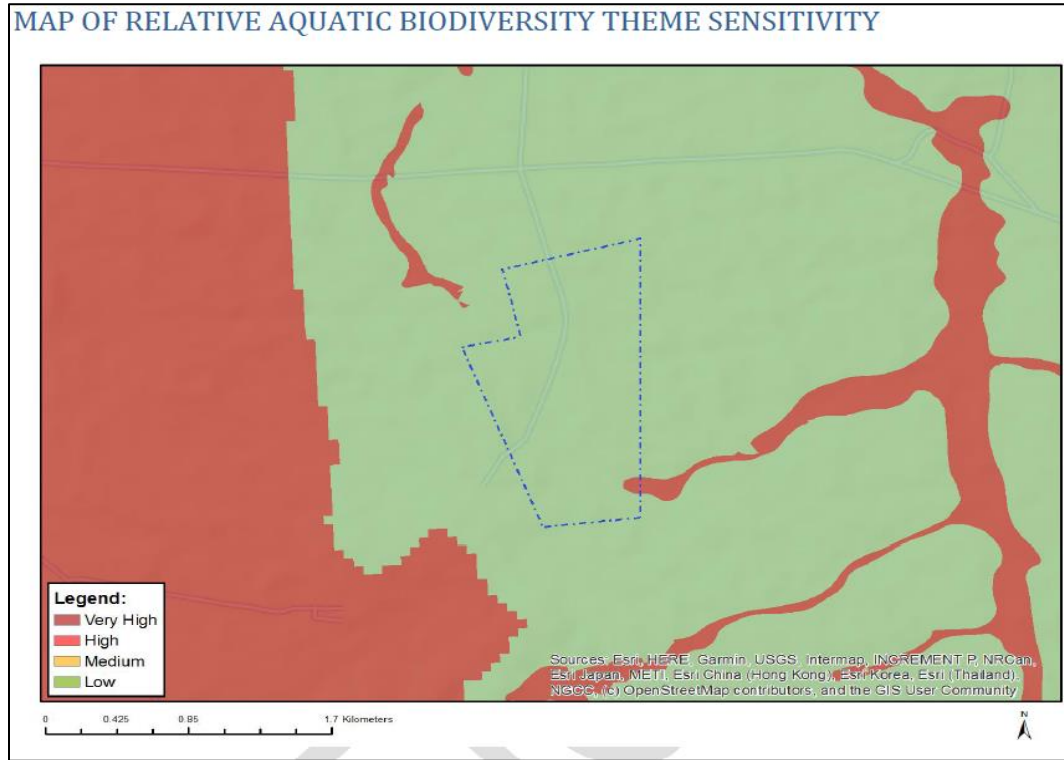 MAP OF RELATIVE AQUATIC BIODIVERSITY THEME SENSITIVITY
Legend:
Very High
High
Medium
Low
Sources: Esri, HERE, Garmin, USGS, Intermap, INCREMENT P, NRCan,
Esri Japan, METI, Esri China (Hong Kong), Esri Korea, Esri (Thailand),
NGCC, (c) OpenStreetMap contributors, and the GIS User Community
0 0.425 0.85 1.7 Kilometers
N